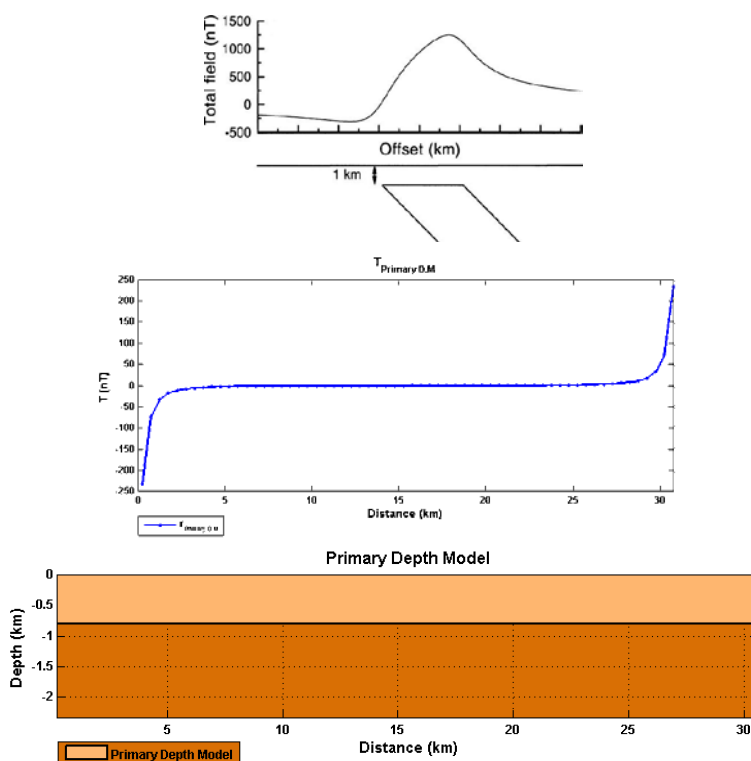 1500
1000
500
0
-500
Total field (nT)
Offset (km)
1 km
T Primary D.M
250
200
150
100
50
0
-50
-100
-150
-200
-250
T [nT]
0 5 10 15 20 25 30
Distance (km)
Primary Depth Model
0
-0.5
-1
-1.5
-2
Depth (km)
5 10 15 20 25 30
Distance (km)
Primary Depth Model